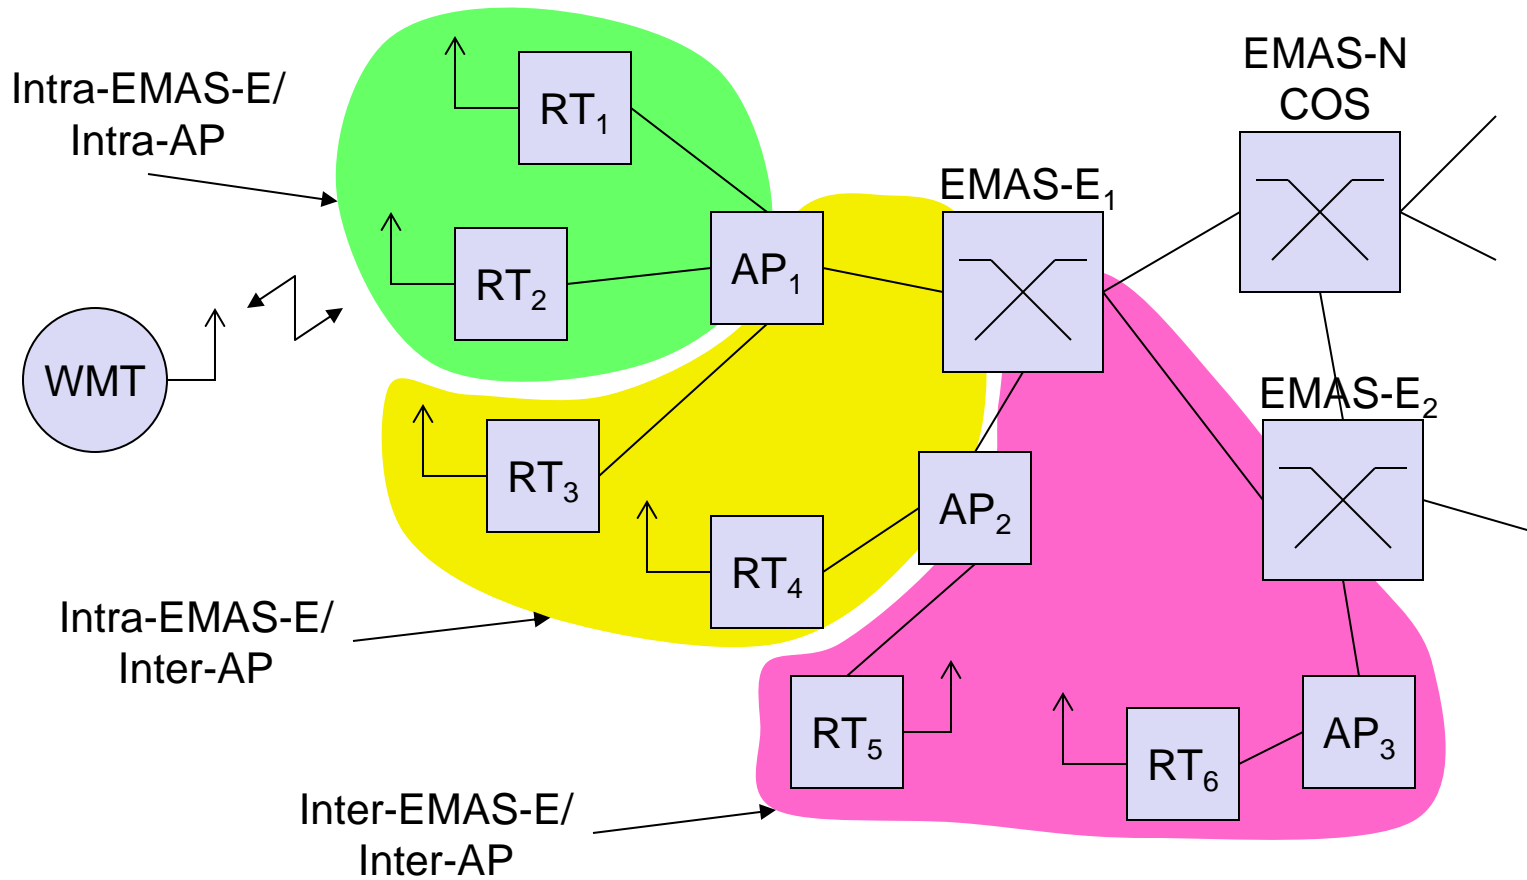 EMAS-N
COS
Intra-EMAS-E/
Intra-AP
RT1
EMAS-E1
RT2
AP1
WMT
EMAS-E2
RT3
AP2
RT4
Intra-EMAS-E/
Inter-AP
RT5
RT6
AP3
Inter-EMAS-E/
Inter-AP